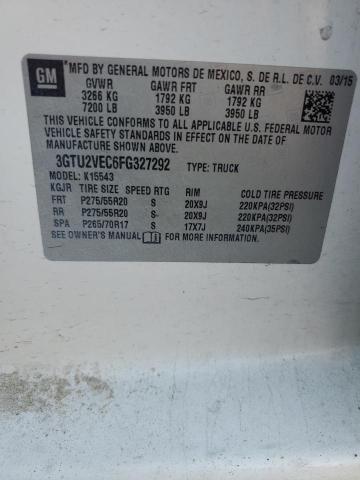 GM
MFD BY GENERAL MOTORS DE MEXICO, S. DE R.L. DE C.V. 03/15
GVWR GAWR FRT GAWR RR
3266 KG 1792 KG 1792 KG
7200 LB 3950 LB 3950 LB
THIS VEHICLE CONFORMS TO ALL APPLICABLE U.S. FEDERAL MOTOR
VEHICLE SAFETY STANDARDS IN EFFECT ON THE DATE OF
MANUFACTURE SHOWN ABOVE.
3GTU2VEC6FG327292 TYPE: TRUCK
MODEL: K15543
KGJR TIRE SIZE SPEED RTG RIM COLD TIRE PRESSURE
FRT P275/55R20 S 20X9J 220KPA(32PSI)
RR P275/55R20 S 20X9J 220KPA(32PSI)
SPA P265/70R17 S 17X7J 240KPA(35PSI)
SEE OWNER'S MANUAL FOR MORE INFORMATION.